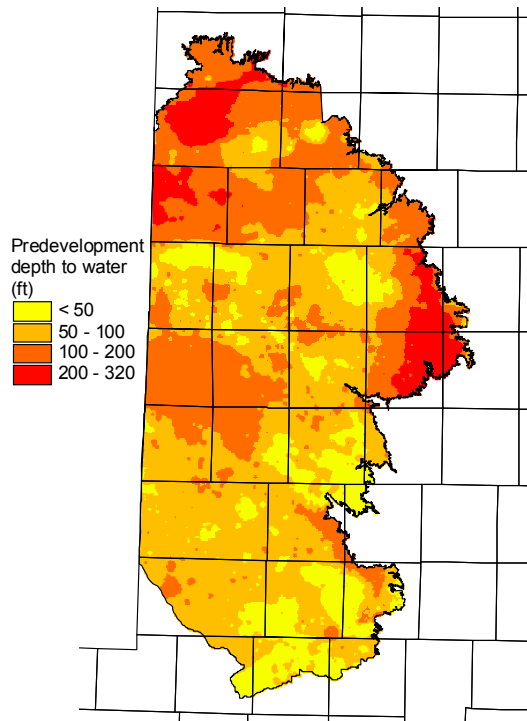 Predevelopment
depth to water
(ft)
< 50
50 - 100
100 - 200
200 - 320